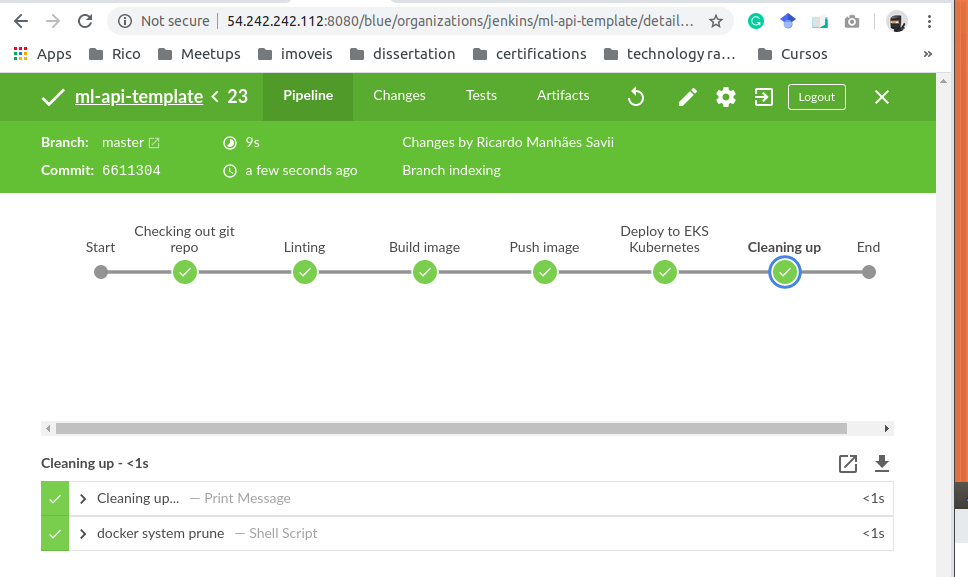 Not secure | 54.242.242.112:8080/blue/organizations/jenkins/ml-api-template/detail...
Apps Rico Meetups imoveis dissertation certifications technology ra... Cursos »
ml-api-template < 23 Pipeline Changes Tests Artifacts Logout
Branch: master 9s Changes by Ricardo Manhães Savii
Commit: 6611304 a few seconds ago Branch indexing
Start
Checking out git
repo
Linting
Build image
Push image
Deploy to EKS
Kubernetes
Cleaning up
End
Cleaning up - <1s
Cleaning up... — Print Message <1s
docker system prune — Shell Script <1s